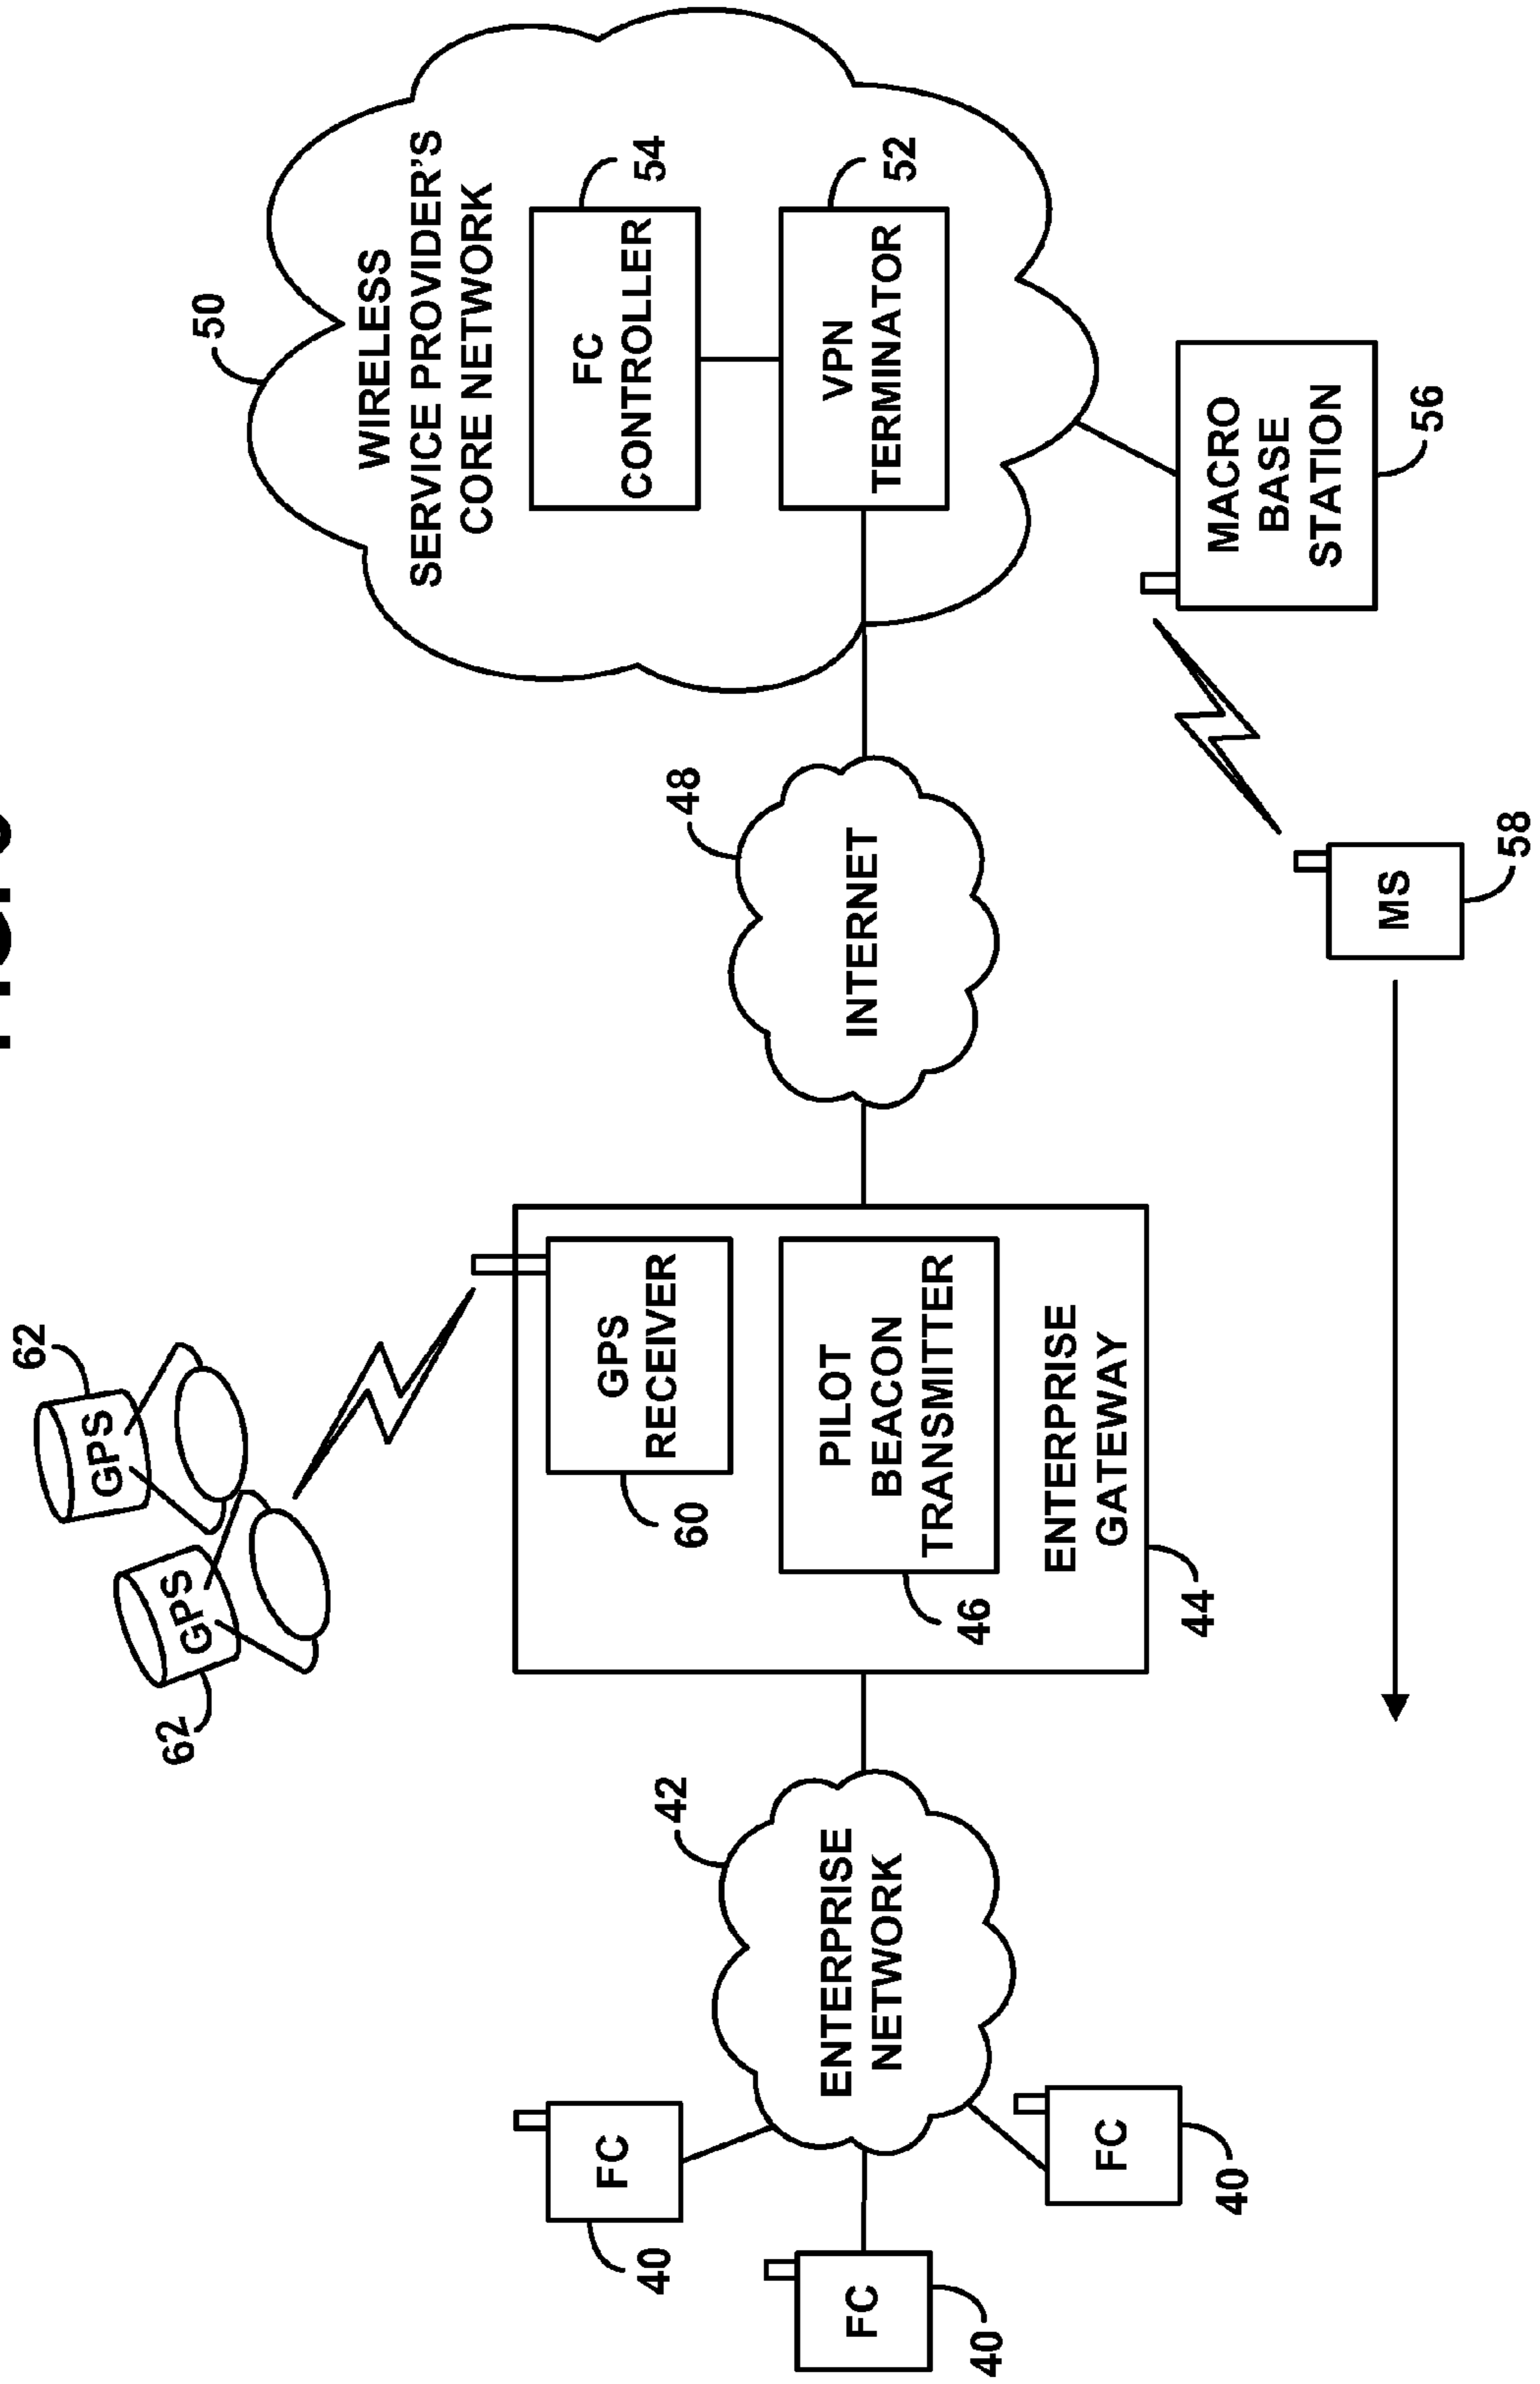 62
GPS
62
GPS
50
WIRELESS
SERVICE PROVIDER'S
CORE NETWORK
FC
CONTROLLER
54
VPN
TERMINATOR
52
GPS
RECEIVER
60
PILOT
BEACON
TRANSMITTER
46
ENTERPRISE
GATEWAY
44
48
INTERNET
42
ENTERPRISE
NETWORK
FC
40
FC
40
FC
40
MACRO
BASE
STATION
56
MS
58